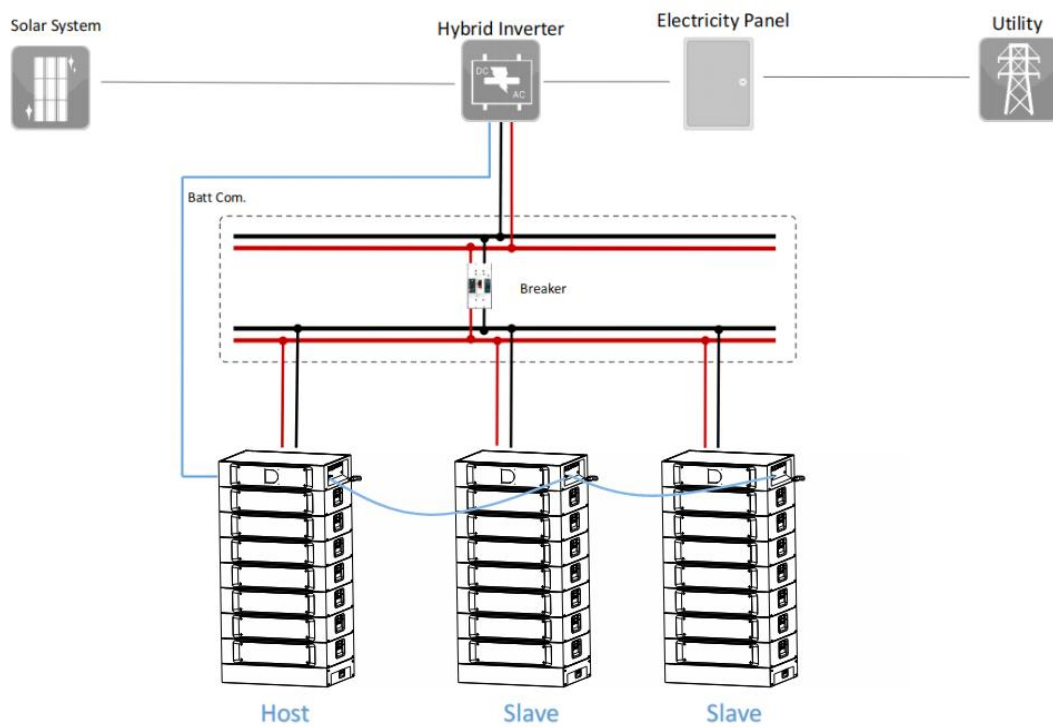 Solar System
Hybrid Inverter
Electricity Panel
Utility
DC
AC
Batt Com.
Breaker
Host
Slave
Slave